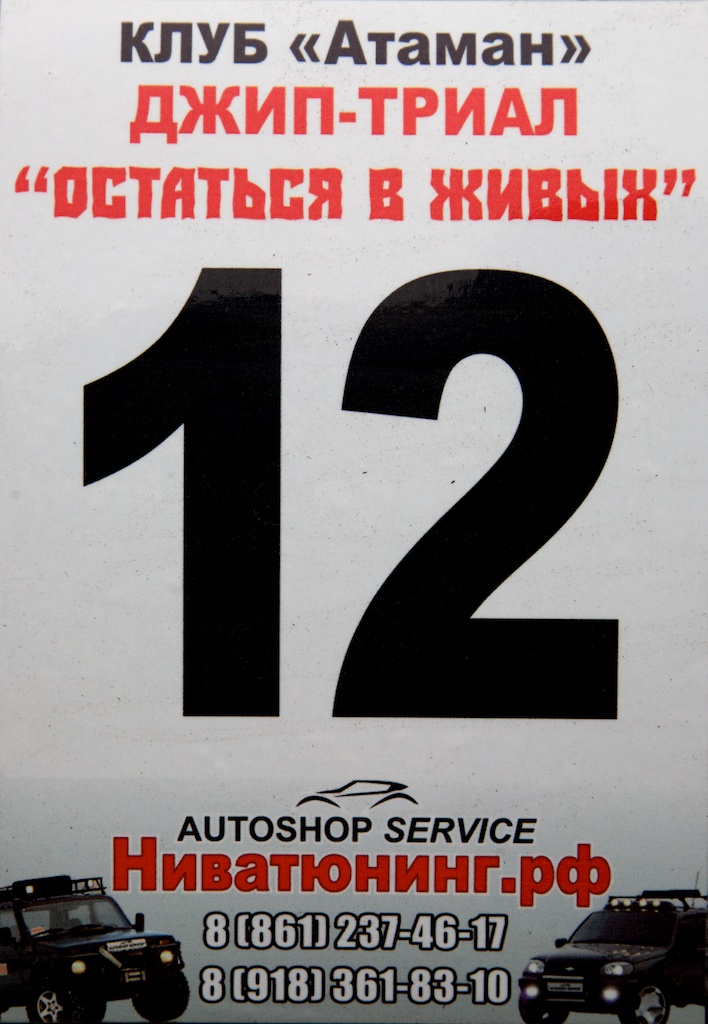 КЛУБ «Атаман»
ДЖИП-ТРИАЛ
“ОСТАТЬСЯ В ЖИВЫХ”
12
AUTOSHOP SERVICE
Ниватюнинг.рф
8 (861) 237-46-17
8 (918) 361-83-10